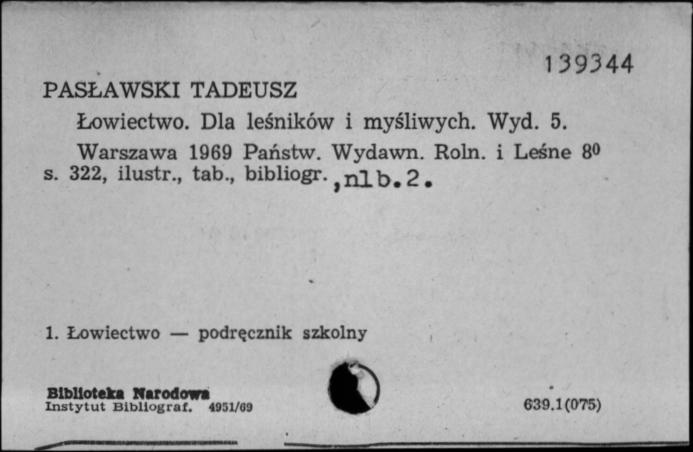 139344
PASŁAWSKI TADEUSZ
Łowiectwo. Dla leśników i myśliwych. Wyd. 5.
Warszawa 1969 Państw. Wydawn. Roln. i Leśne 8⁰
s. 322, ilustr., tab., bibliogr. ,nlb.2.
1. Łowiectwo — podręcznik szkolny
Biblioteka Narodowa
Instytut Bibliograf. 4951/69
639.1(075)